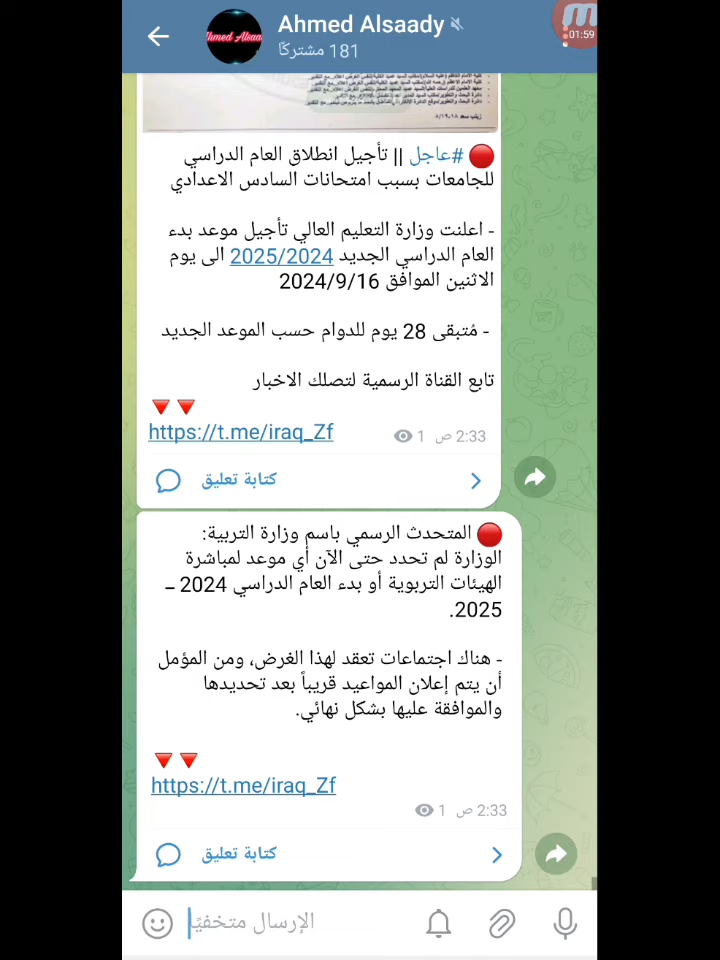 Ahmed Alsaady
181 مشتركًا
01:59
🔴 #عاجل || تأجيل انطلاق العام الدراسي
للجامعات بسبب امتحانات السادس الاعدادي
- اعلنت وزارة التعليم العالي تأجيل موعد بدء
العام الدراسي الجديد 2025/2024 الى يوم
الاثنين الموافق 2024/9/16
- مُتبقى 28 يوم للدوام حسب الموعد الجديد
تابع القناة الرسمية لتصلك الاخبار
🔻🔻
https://t.me/iraq_Zf
1 2:33 ص
كتابة تعليق
🔴 المتحدث الرسمي باسم وزارة التربية:
الوزارة لم تحدد حتى الآن أي موعد لمباشرة
الهيئات التربوية أو بدء العام الدراسي 2024 ــ
2025.
- هناك اجتماعات تعقد لهذا الغرض، ومن المؤمل
أن يتم إعلان المواعيد قريباً بعد تحديدها
والموافقة عليها بشكل نهائي.
🔻🔻
https://t.me/iraq_Zf
1 2:33 ص
كتابة تعليق
الإرسال متخفيًا